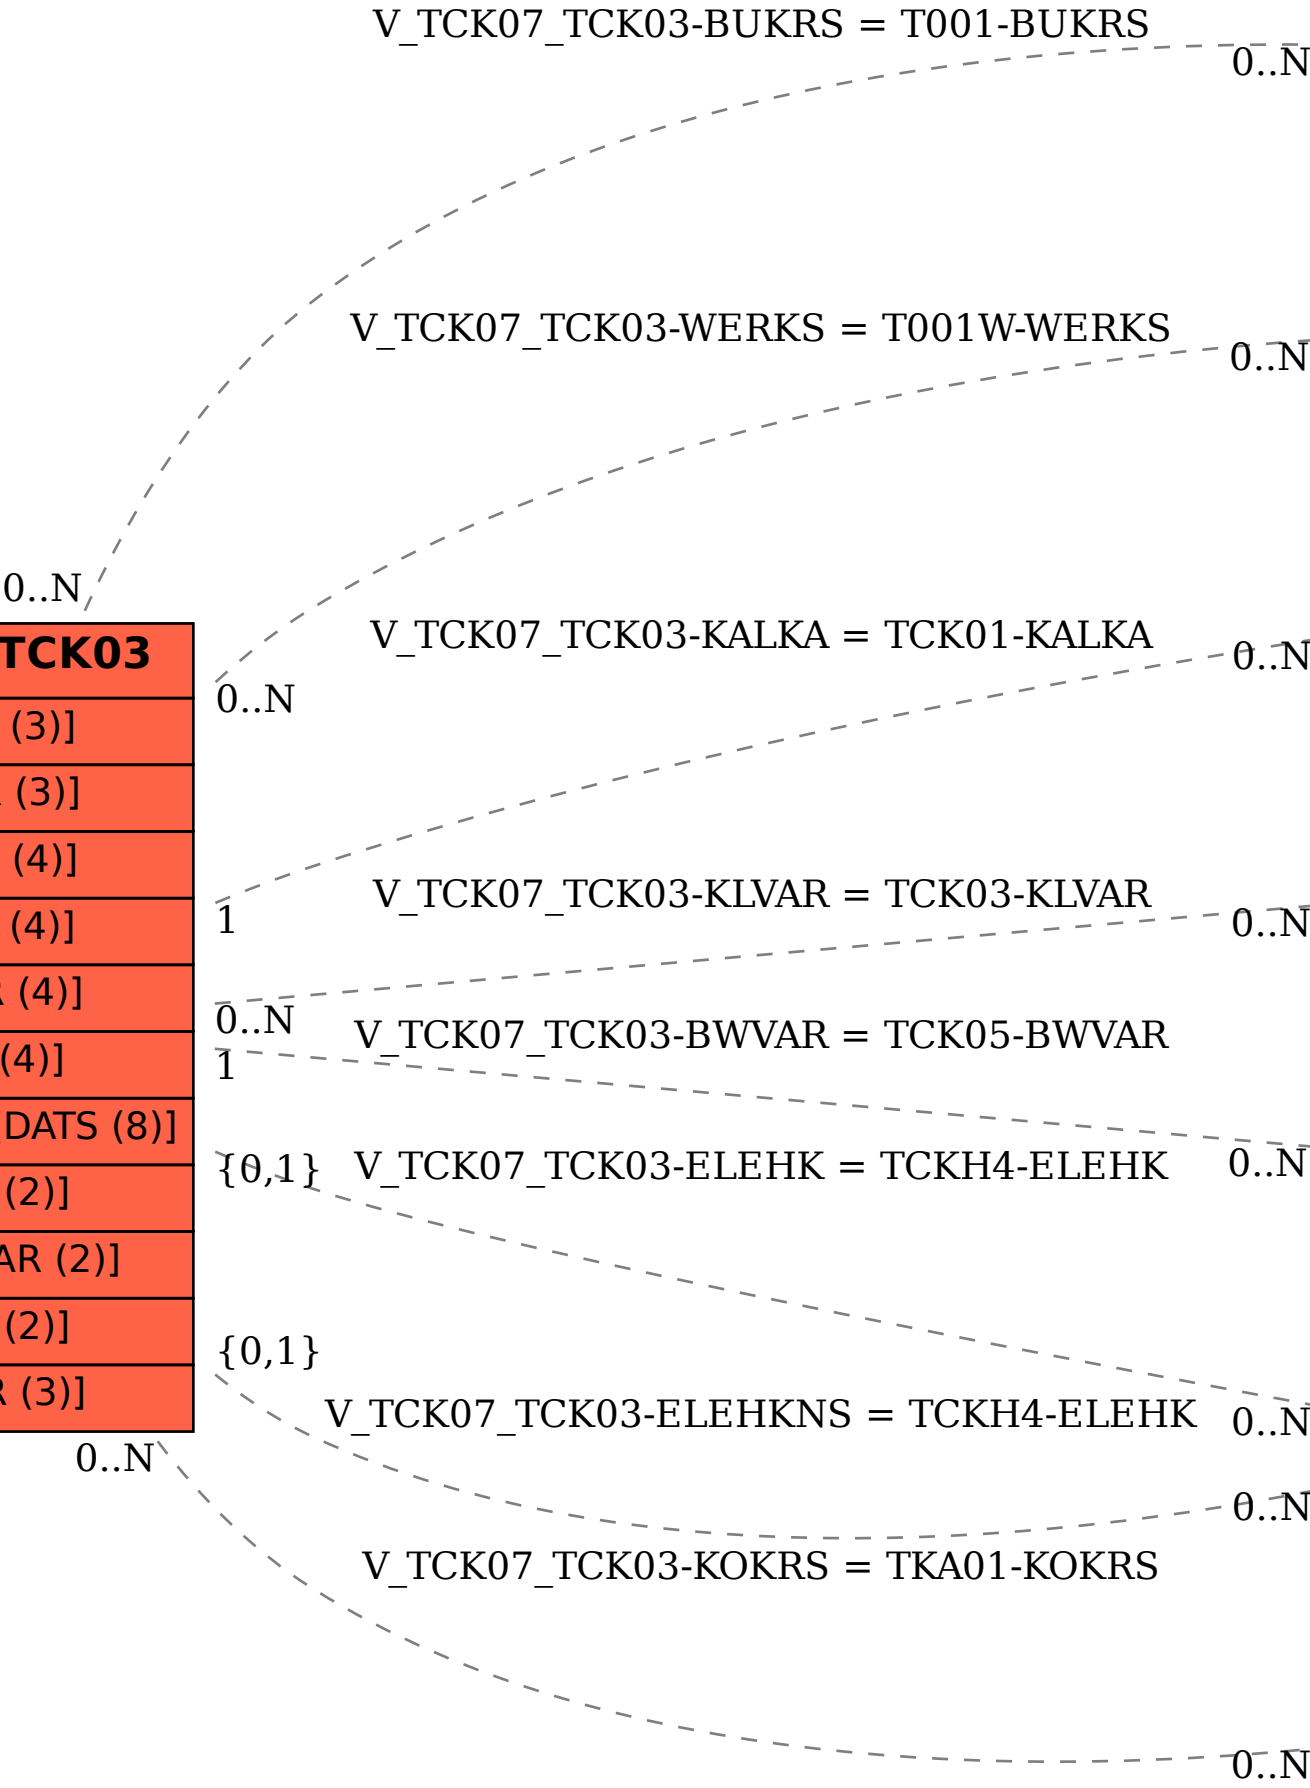 V_TCK07_TCK03-BUKRS = T001-BUKRS
0..N
V_TCK07_TCK03-WERKS = T001W-WERKS
0..N
0..N
TCK03
V_TCK07_TCK03-KALKA = TCK01-KALKA
0..N
0..N
(3)]
(3)]
(4)]
V_TCK07_TCK03-KLVAR = TCK03-KLVAR
1
0..N
(4)]
R (4)]
0..N
V_TCK07_TCK03-BWVAR = TCK05-BWVAR
(4)]
1
[DATS (8)]
{0,1}
V_TCK07_TCK03-ELEHK = TCKH4-ELEHK
0..N
(2)]
AR (2)]
(2)]
{0,1}
R (3)]
V_TCK07_TCK03-ELEHKNS = TCKH4-ELEHK
0..N
0..N
0..N
V_TCK07_TCK03-KOKRS = TKA01-KOKRS
0..N